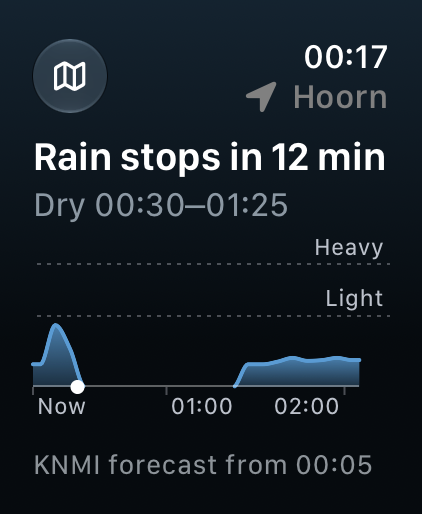 00:17
Hoorn
Rain stops in 12 min
Dry 00:30–01:25
Heavy
Light
Now 01:00 02:00
KNMI forecast from 00:05